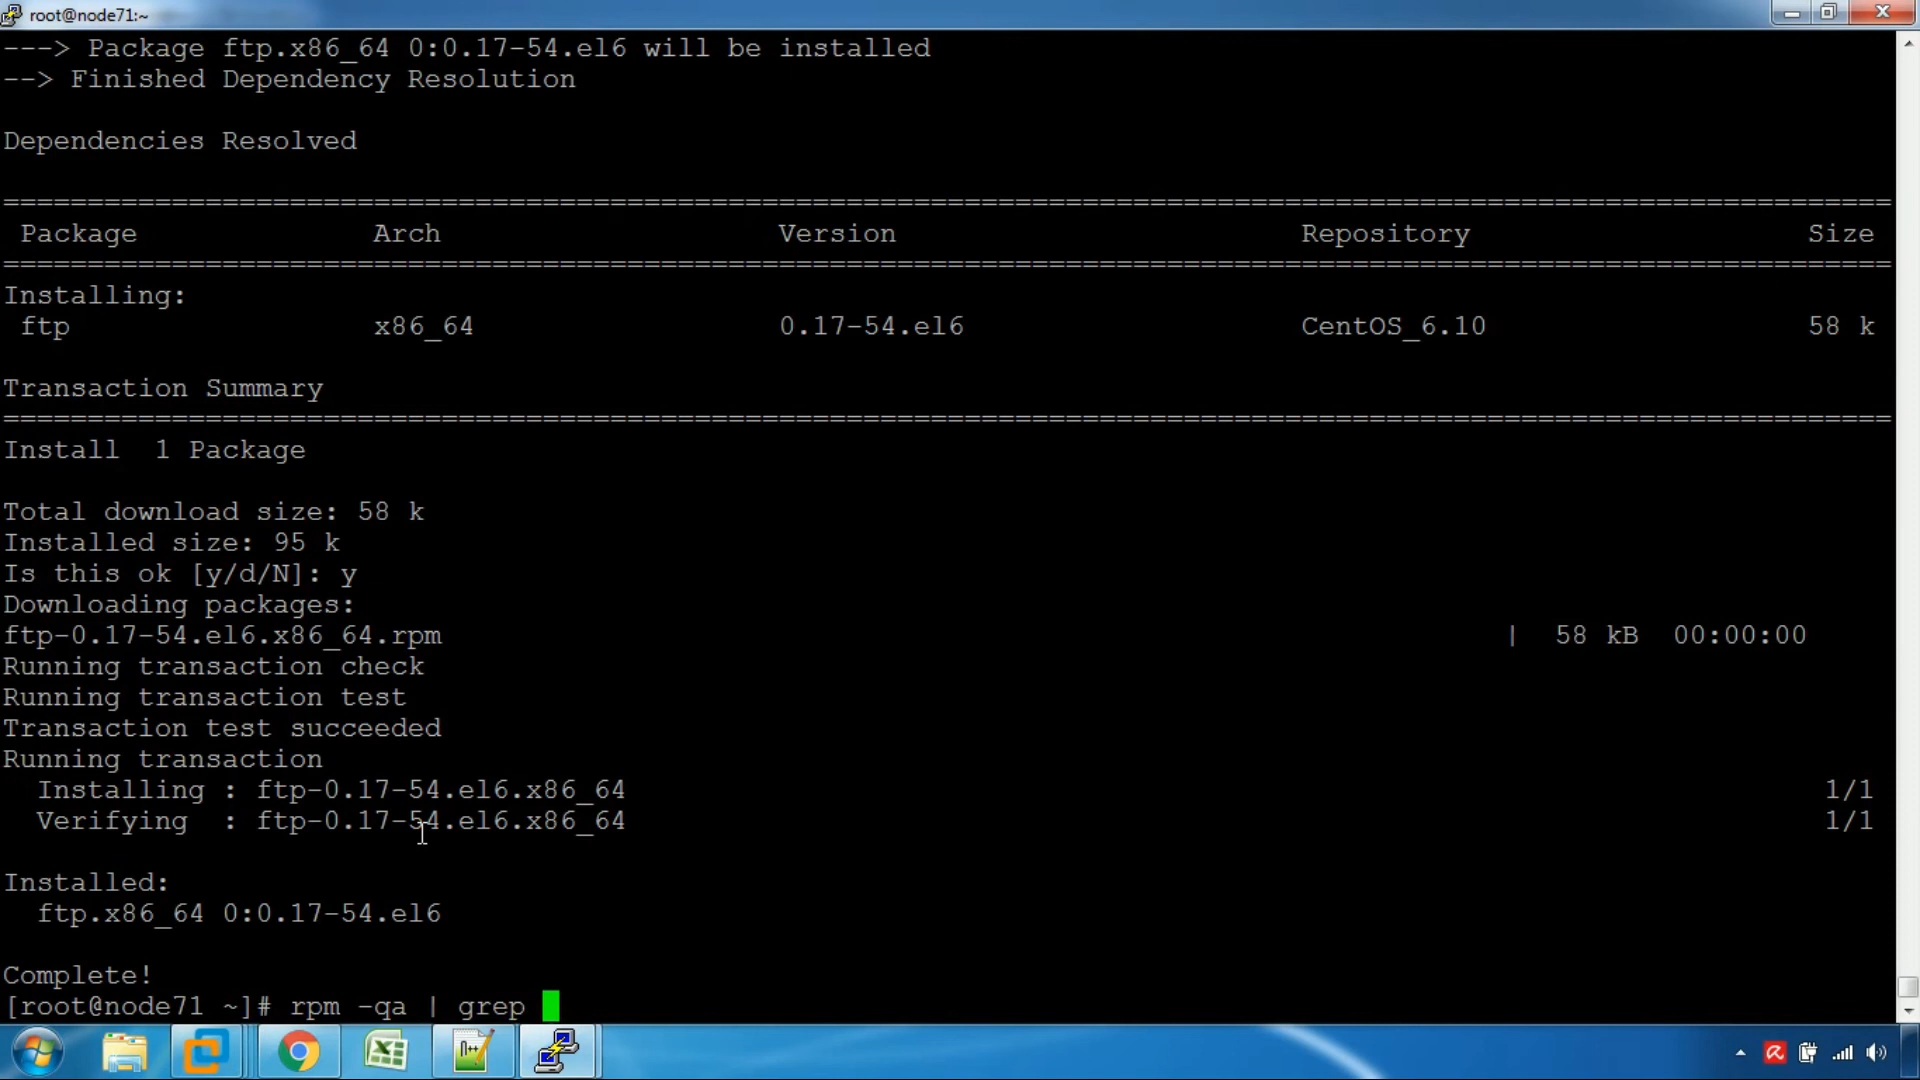 root@node71:~
---> Package ftp.x86_64 0:0.17-54.el6 will be installed
--> Finished Dependency Resolution
Dependencies Resolved
================================================================================================================
Package Arch Version Repository Size
================================================================================================================
Installing:
ftp x86_64 0.17-54.el6 CentOS_6.10 58 k
Transaction Summary
================================================================================================================
Install  1 Package
Total download size: 58 k
Installed size: 95 k
Is this ok [y/d/N]: y
Downloading packages:
ftp-0.17-54.el6.x86_64.rpm | 58 kB 00:00:00
Running transaction check
Running transaction test
Transaction test succeeded
Running transaction
Installing : ftp-0.17-54.el6.x86_64 1/1
Verifying  : ftp-0.17-54.el6.x86_64 1/1
Installed:
ftp.x86_64 0:0.17-54.el6
Complete!
[root@node71 ~]# rpm -qa | grep